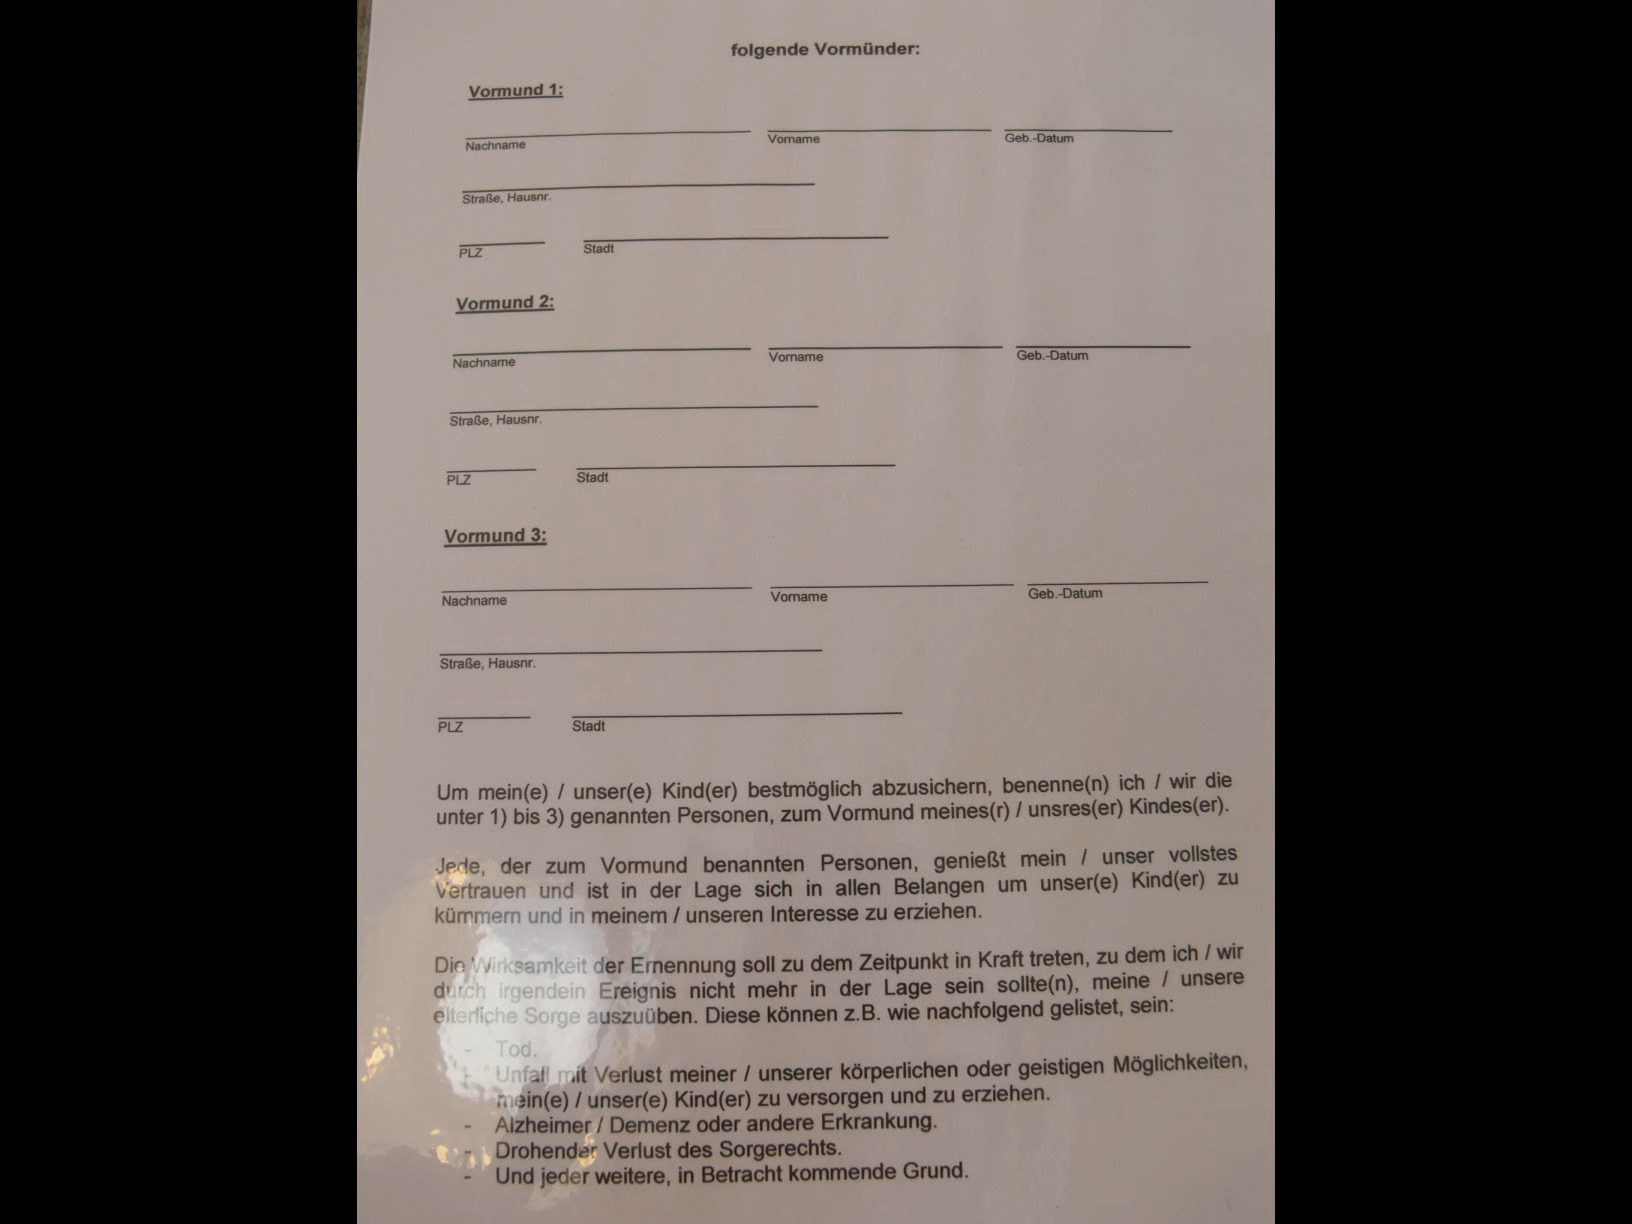 folgende Vormünder:
Vormund 1:
Nachname Vorname Geb.-Datum
Straße, Hausnr.
PLZ Stadt
Vormund 2:
Nachname Vorname Geb.-Datum
Straße, Hausnr.
PLZ Stadt
Vormund 3:
Nachname Vorname Geb.-Datum
Straße, Hausnr.
PLZ Stadt
Um mein(e) / unser(e) Kind(er) bestmöglich abzusichern, benenne(n) ich / wir die
unter 1) bis 3) genannten Personen, zum Vormund meines(r) / unsres(er) Kindes(er).
Jede, der zum Vormund benannten Personen, genießt mein / unser vollstes
Vertrauen und ist in der Lage sich in allen Belangen um unser(e) Kind(er) zu
kümmern und in meinem / unseren Interesse zu erziehen.
Die Wirksamkeit der Ernennung soll zu dem Zeitpunkt in Kraft treten, zu dem ich / wir
durch irgendein Ereignis nicht mehr in der Lage sein sollte(n), meine / unsere
elterliche Sorge auszuüben. Diese können z.B. wie nachfolgend gelistet, sein:
- Tod.
- Unfall mit Verlust meiner / unserer körperlichen oder geistigen Möglichkeiten,
mein(e) / unser(e) Kind(er) zu versorgen und zu erziehen.
- Alzheimer / Demenz oder andere Erkrankung.
- Drohender Verlust des Sorgerechts.
- Und jeder weitere, in Betracht kommende Grund.